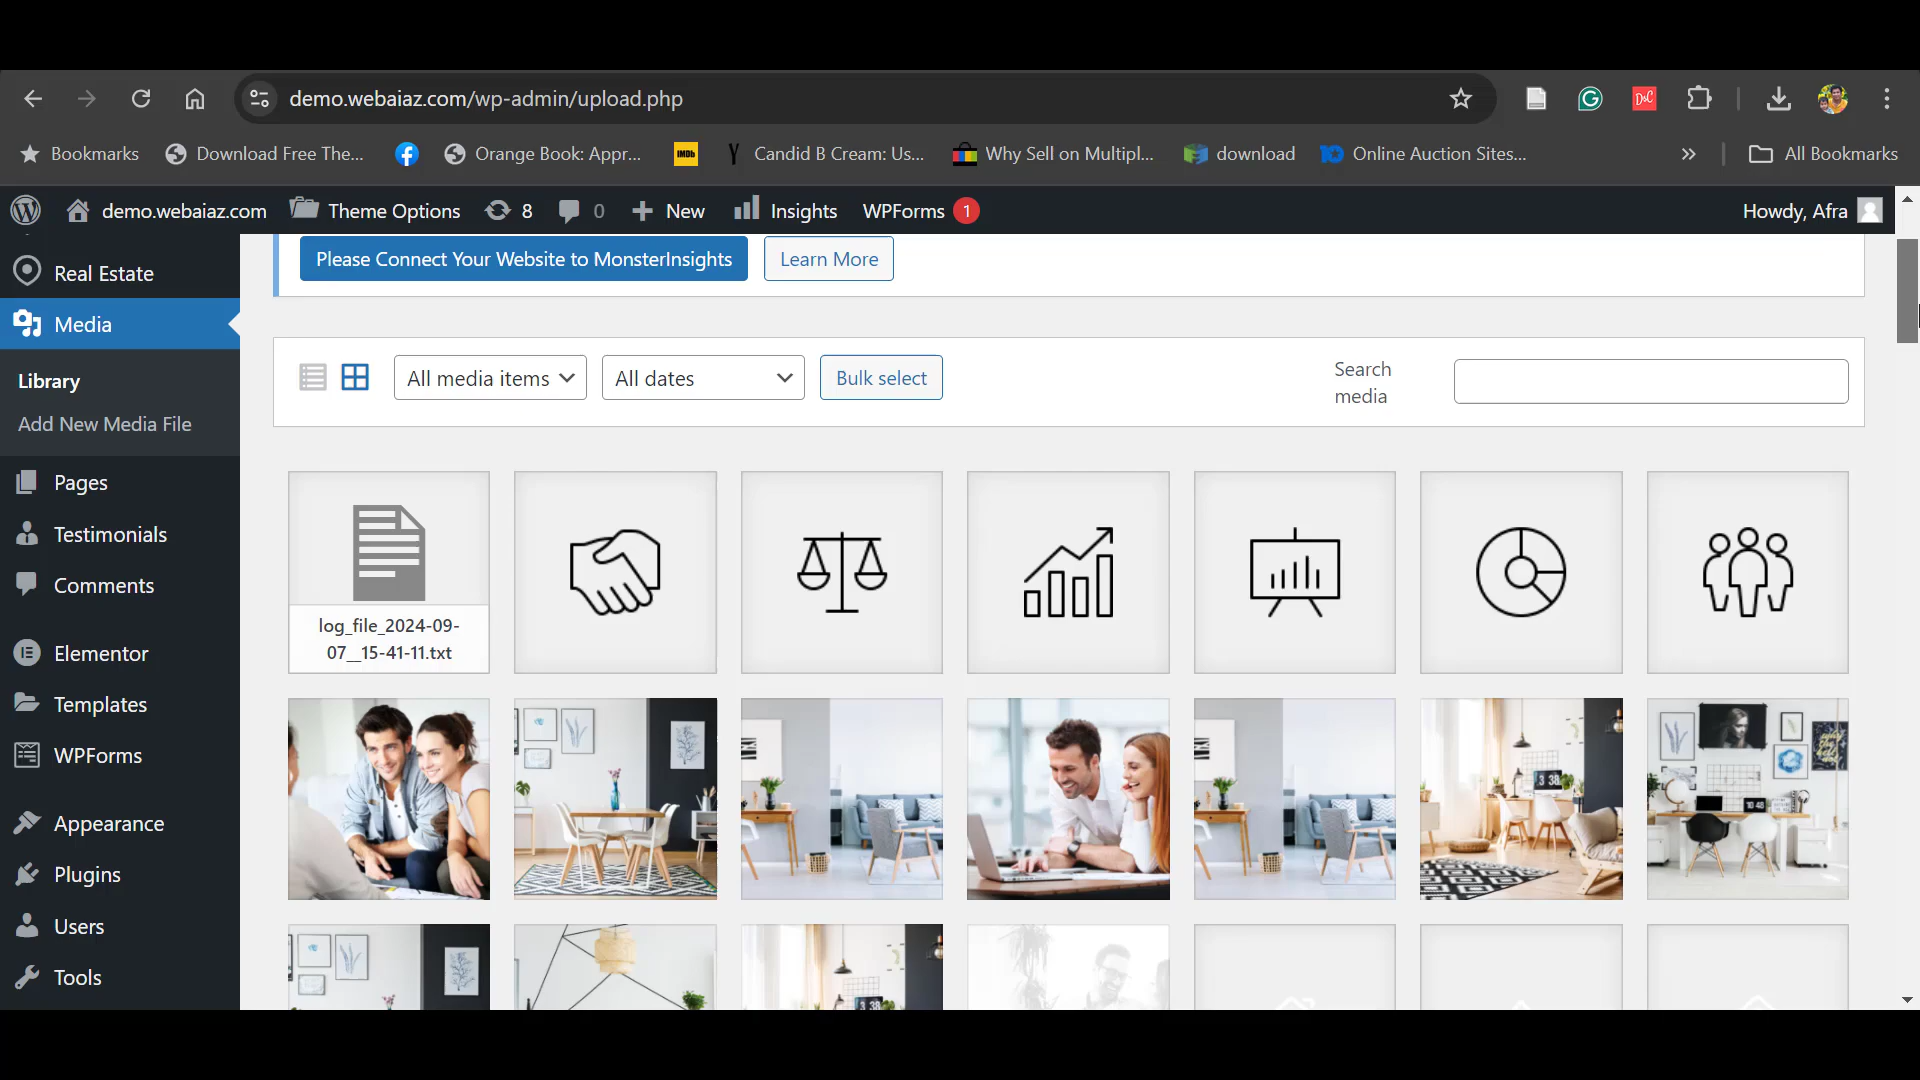 demo.webaiaz.com/wp-admin/upload.php
Bookmarks Download Free The... Orange Book: Appr... IMDb Candid B Cream: Us... Why Sell on Multipl... download Online Auction Sites... All Bookmarks
demo.webaiaz.com Theme Options 8 0 New Insights WPForms 1 Howdy, Afra
Real Estate
Media
Library
Add New Media File
Pages
Testimonials
Comments
Elementor
Templates
WPForms
Appearance
Plugins
Users
Tools
Please Connect Your Website to MonsterInsights Learn More
All media items All dates Bulk select
Search
media
log_file_2024-09-
07__15-41-11.txt